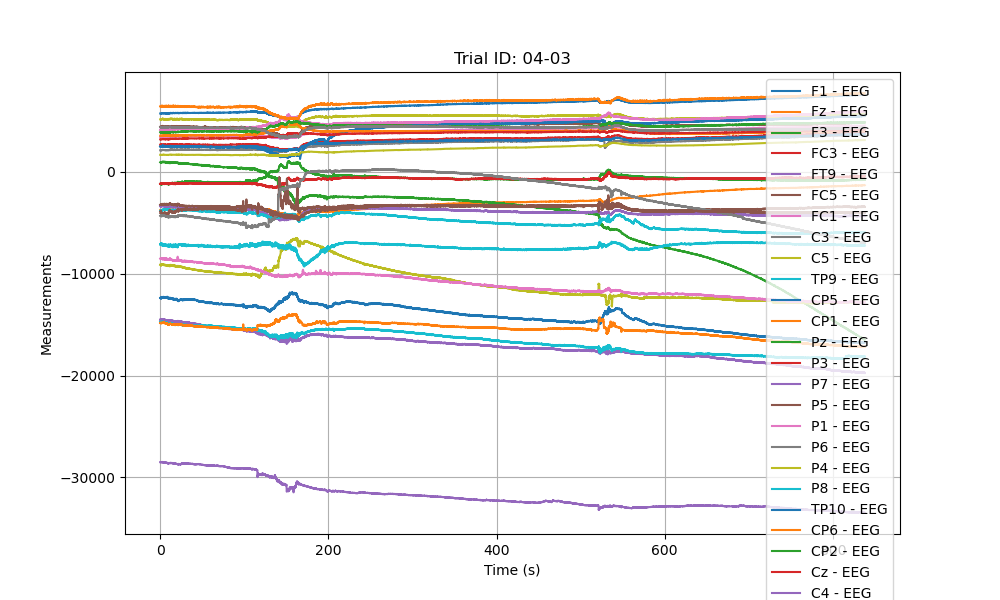 Trial ID: 04-03
Measurements
0
−10000
−20000
−30000
0
200
400
600
Time (s)
F1 - EEG
Fz - EEG
F3 - EEG
FC3 - EEG
FT9 - EEG
FC5 - EEG
FC1 - EEG
C3 - EEG
C5 - EEG
TP9 - EEG
CP5 - EEG
CP1 - EEG
Pz - EEG
P3 - EEG
P7 - EEG
P5 - EEG
P1 - EEG
P6 - EEG
P4 - EEG
P8 - EEG
TP10 - EEG
CP6 - EEG
CP2 - EEG
Cz - EEG
C4 - EEG